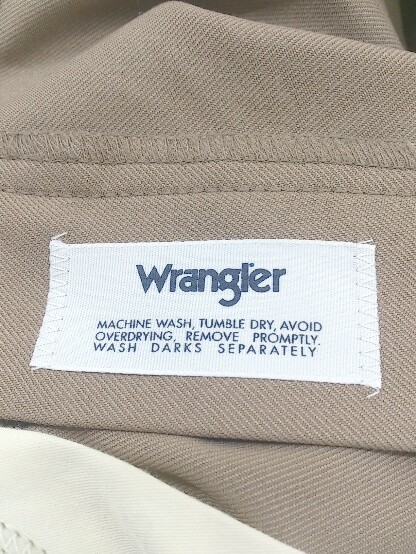 Wrangler
MACHINE WASH, TUMBLE DRY, AVOID
OVERDRYING, REMOVE PROMPTLY.
WASH DARKS SEPARATELY